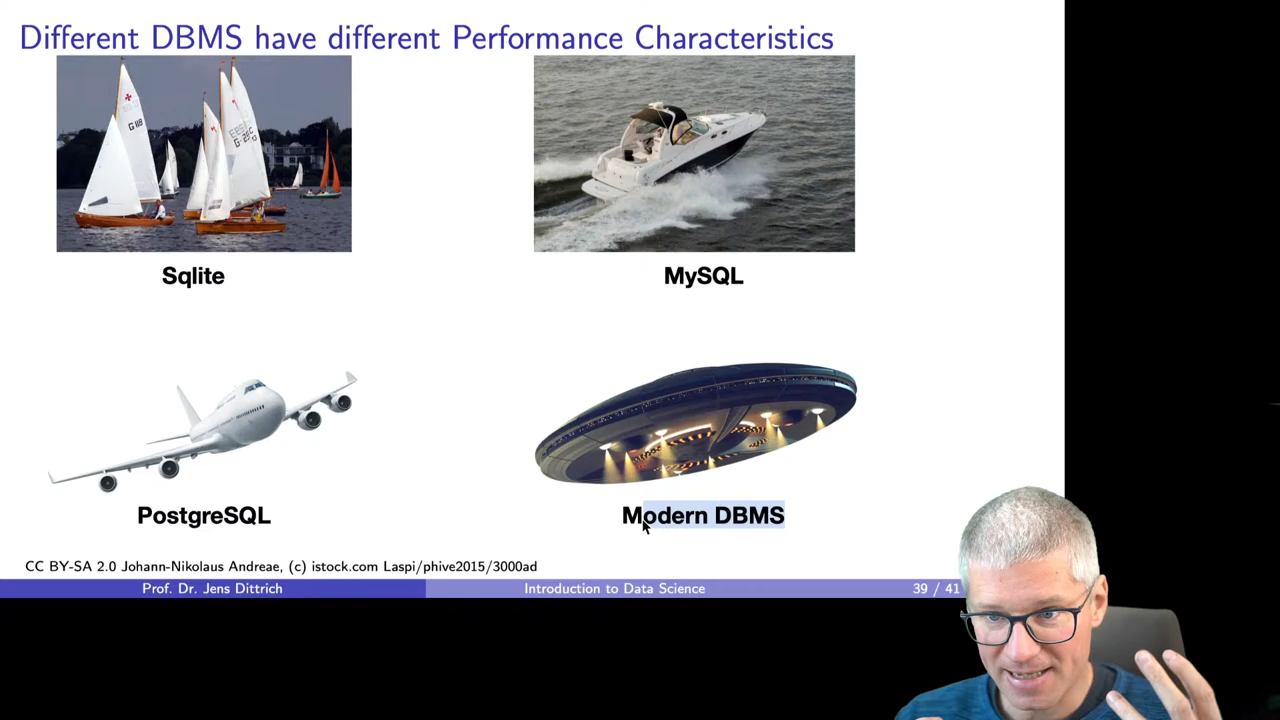 Different DBMS have different Performance Characteristics
G 118
Sqlite
MySQL
PostgreSQL
Modern DBMS
CC BY-SA 2.0 Johann-Nikolaus Andreae, (c) istock.com Laspi/phive2015/3000ad
Prof. Dr. Jens Dittrich Introduction to Data Science 39 / 41